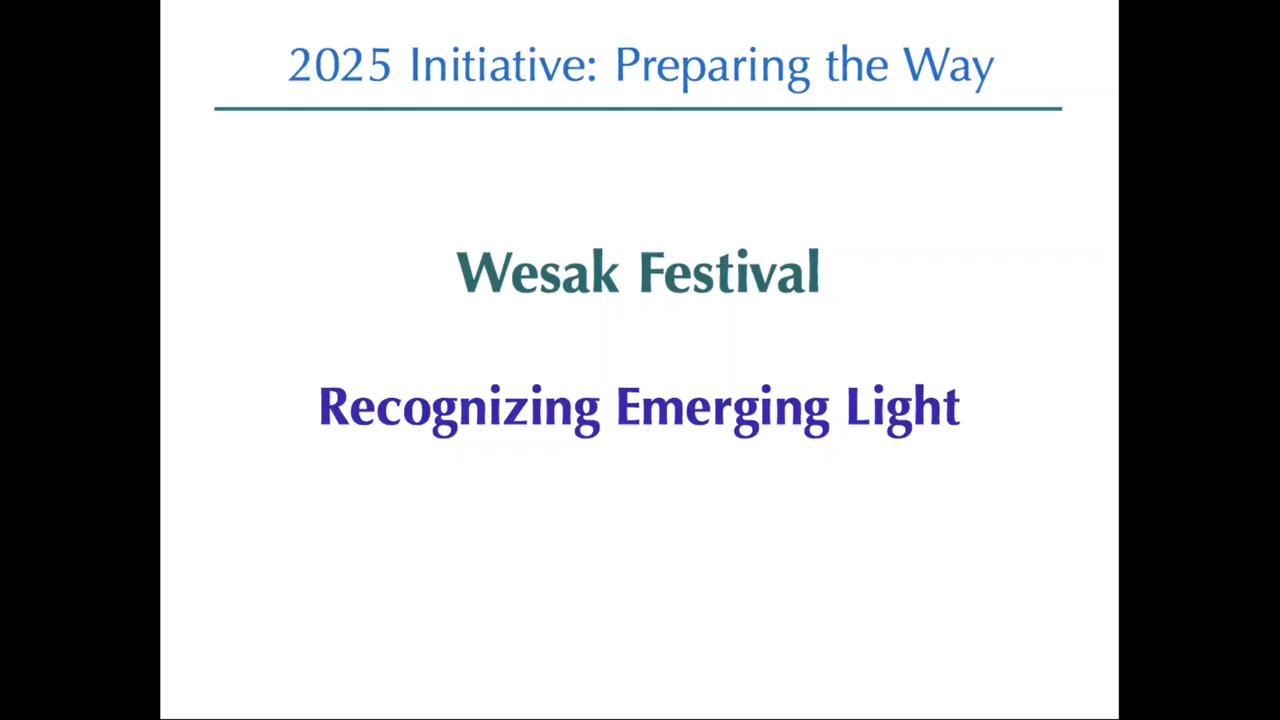 2025 Initiative: Preparing the Way
Wesak Festival
Recognizing Emerging Light